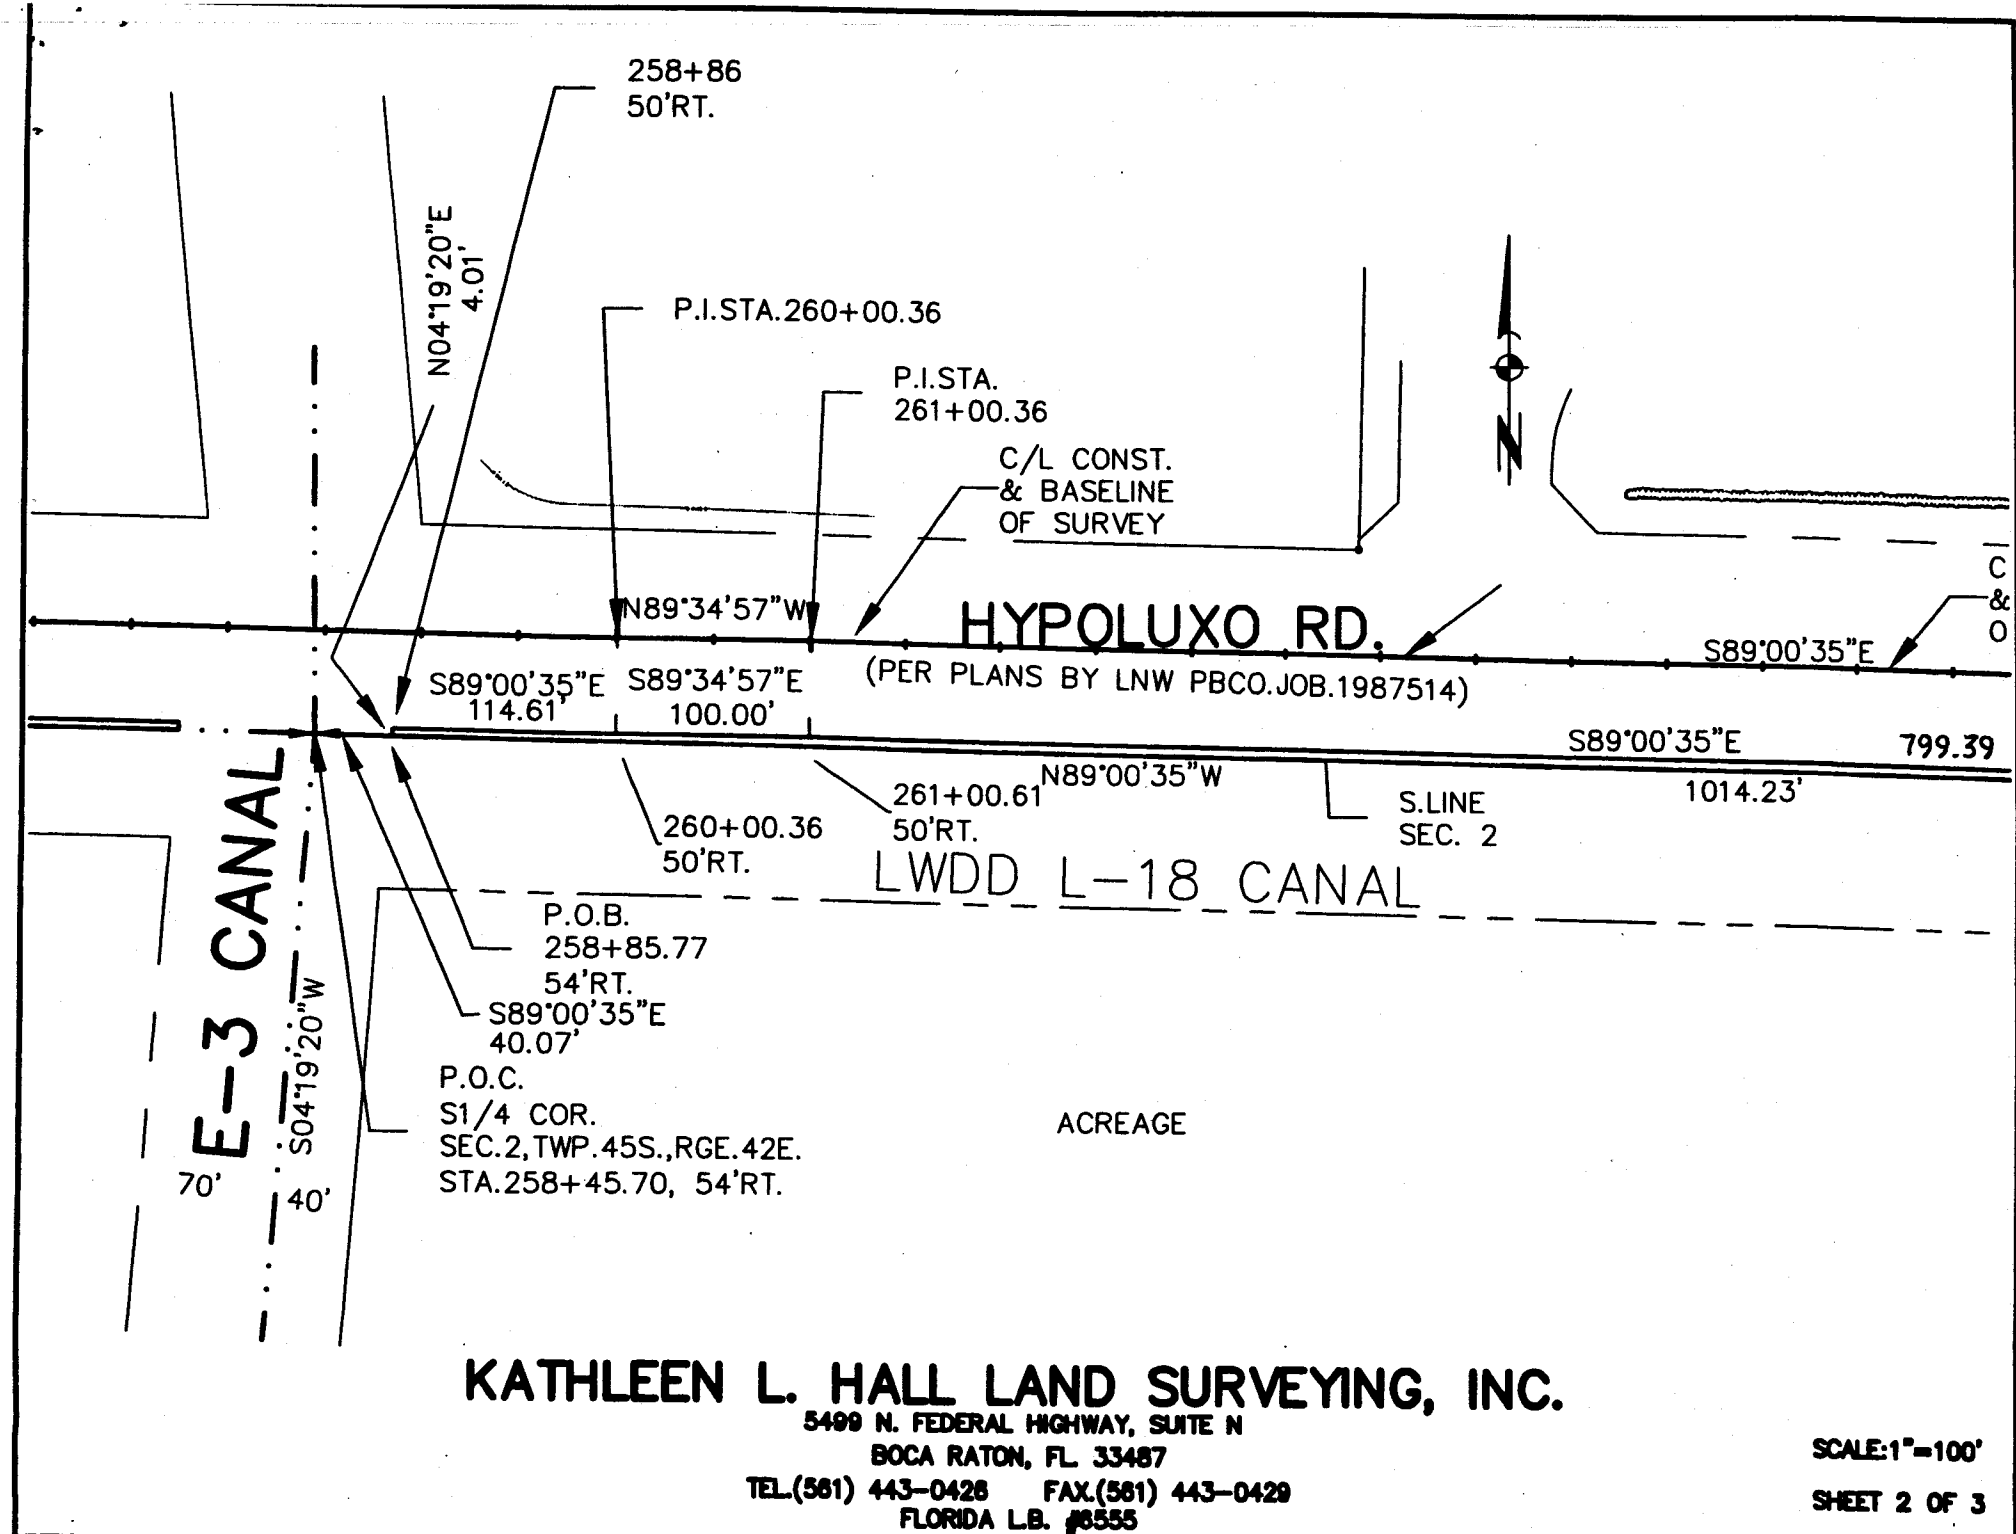 258+86
50'RT.
N04°19'20"E
4.01'
P.I.STA.260+00.36
P.I.STA.
261+00.36
C/L CONST.
& BASELINE
OF SURVEY
N
C
&
O
N89°34'57"W
HYPOLUXO RD.
S89°00'35"E
(PER PLANS BY LNW PBCO.JOB.1987514)
S89°00'35"E
114.61'
S89°34'57"E
100.00'
S89°00'35"E
799.39
N89°00'35"W
1014.23'
261+00.61
50'RT.
S.LINE
SEC. 2
260+00.36
50'RT.
LWDD L-18 CANAL
E-3 CANAL
P.O.B.
258+85.77
54'RT.
S89°00'35"E
40.07'
S04°19'20"W
P.O.C.
S1/4 COR.
SEC.2,TWP.45S.,RGE.42E.
STA.258+45.70, 54'RT.
ACREAGE
70'
40'
KATHLEEN L. HALL LAND SURVEYING, INC.
5499 N. FEDERAL HIGHWAY, SUITE N
BOCA RATON, FL 33487
TEL.(561) 443-0426 FAX.(561) 443-0429
FLORIDA L.B. #6555
SCALE:1"=100'
SHEET 2 OF 3